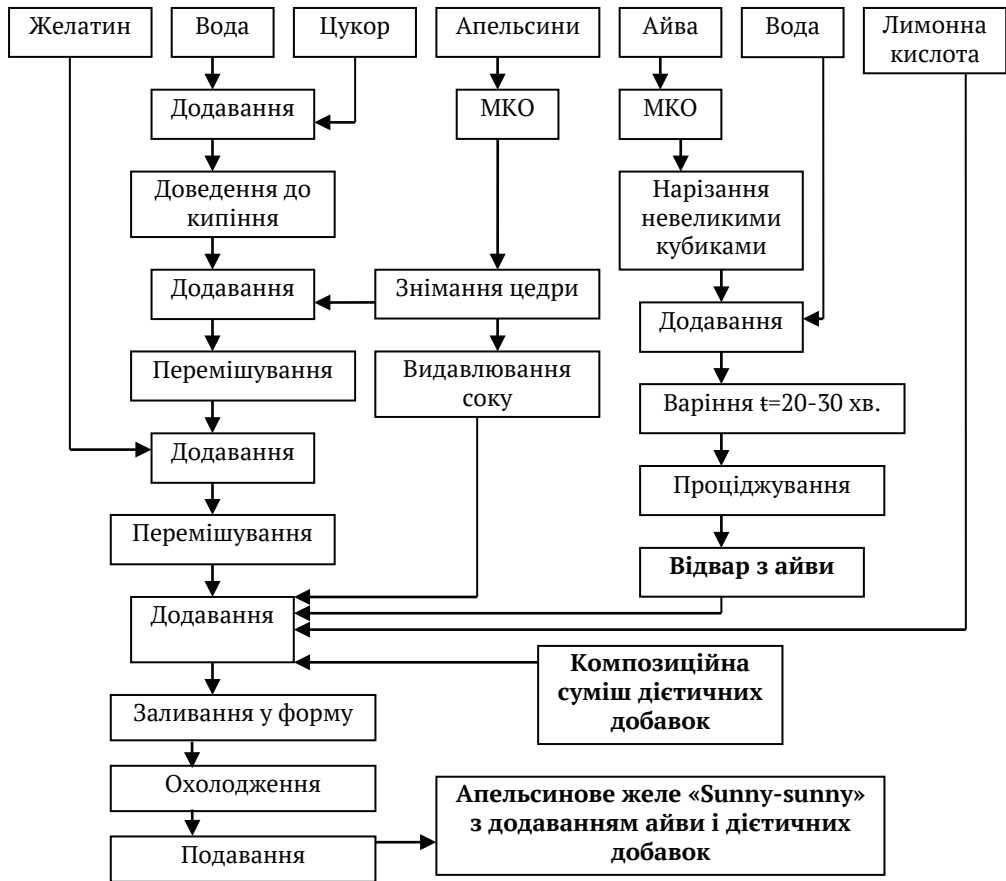 Желатин
Вода
Цукор
Апельсини
Айва
Вода
Лимонна
кислота
Додавання
МКО
МКО
Доведення до
кипіння
Нарізання
невеликими
кубиками
Додавання
Знімання цедри
Додавання
Перемішування
Видавлювання
соку
Варіння t=20-30 хв.
Додавання
Проціджування
Перемішування
Відвар з айви
Додавання
Композиційна
суміш дієтичних
добавок
Заливання у форму
Охолодження
Апельсинове желе «Sunny-sunny»
з додаванням айви і дієтичних
добавок
Подавання